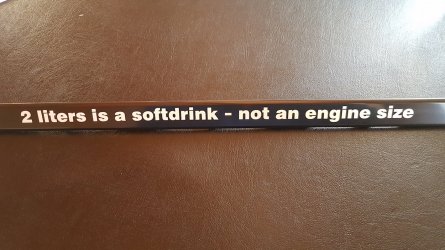 2 liters is a softdrink - not an engine size